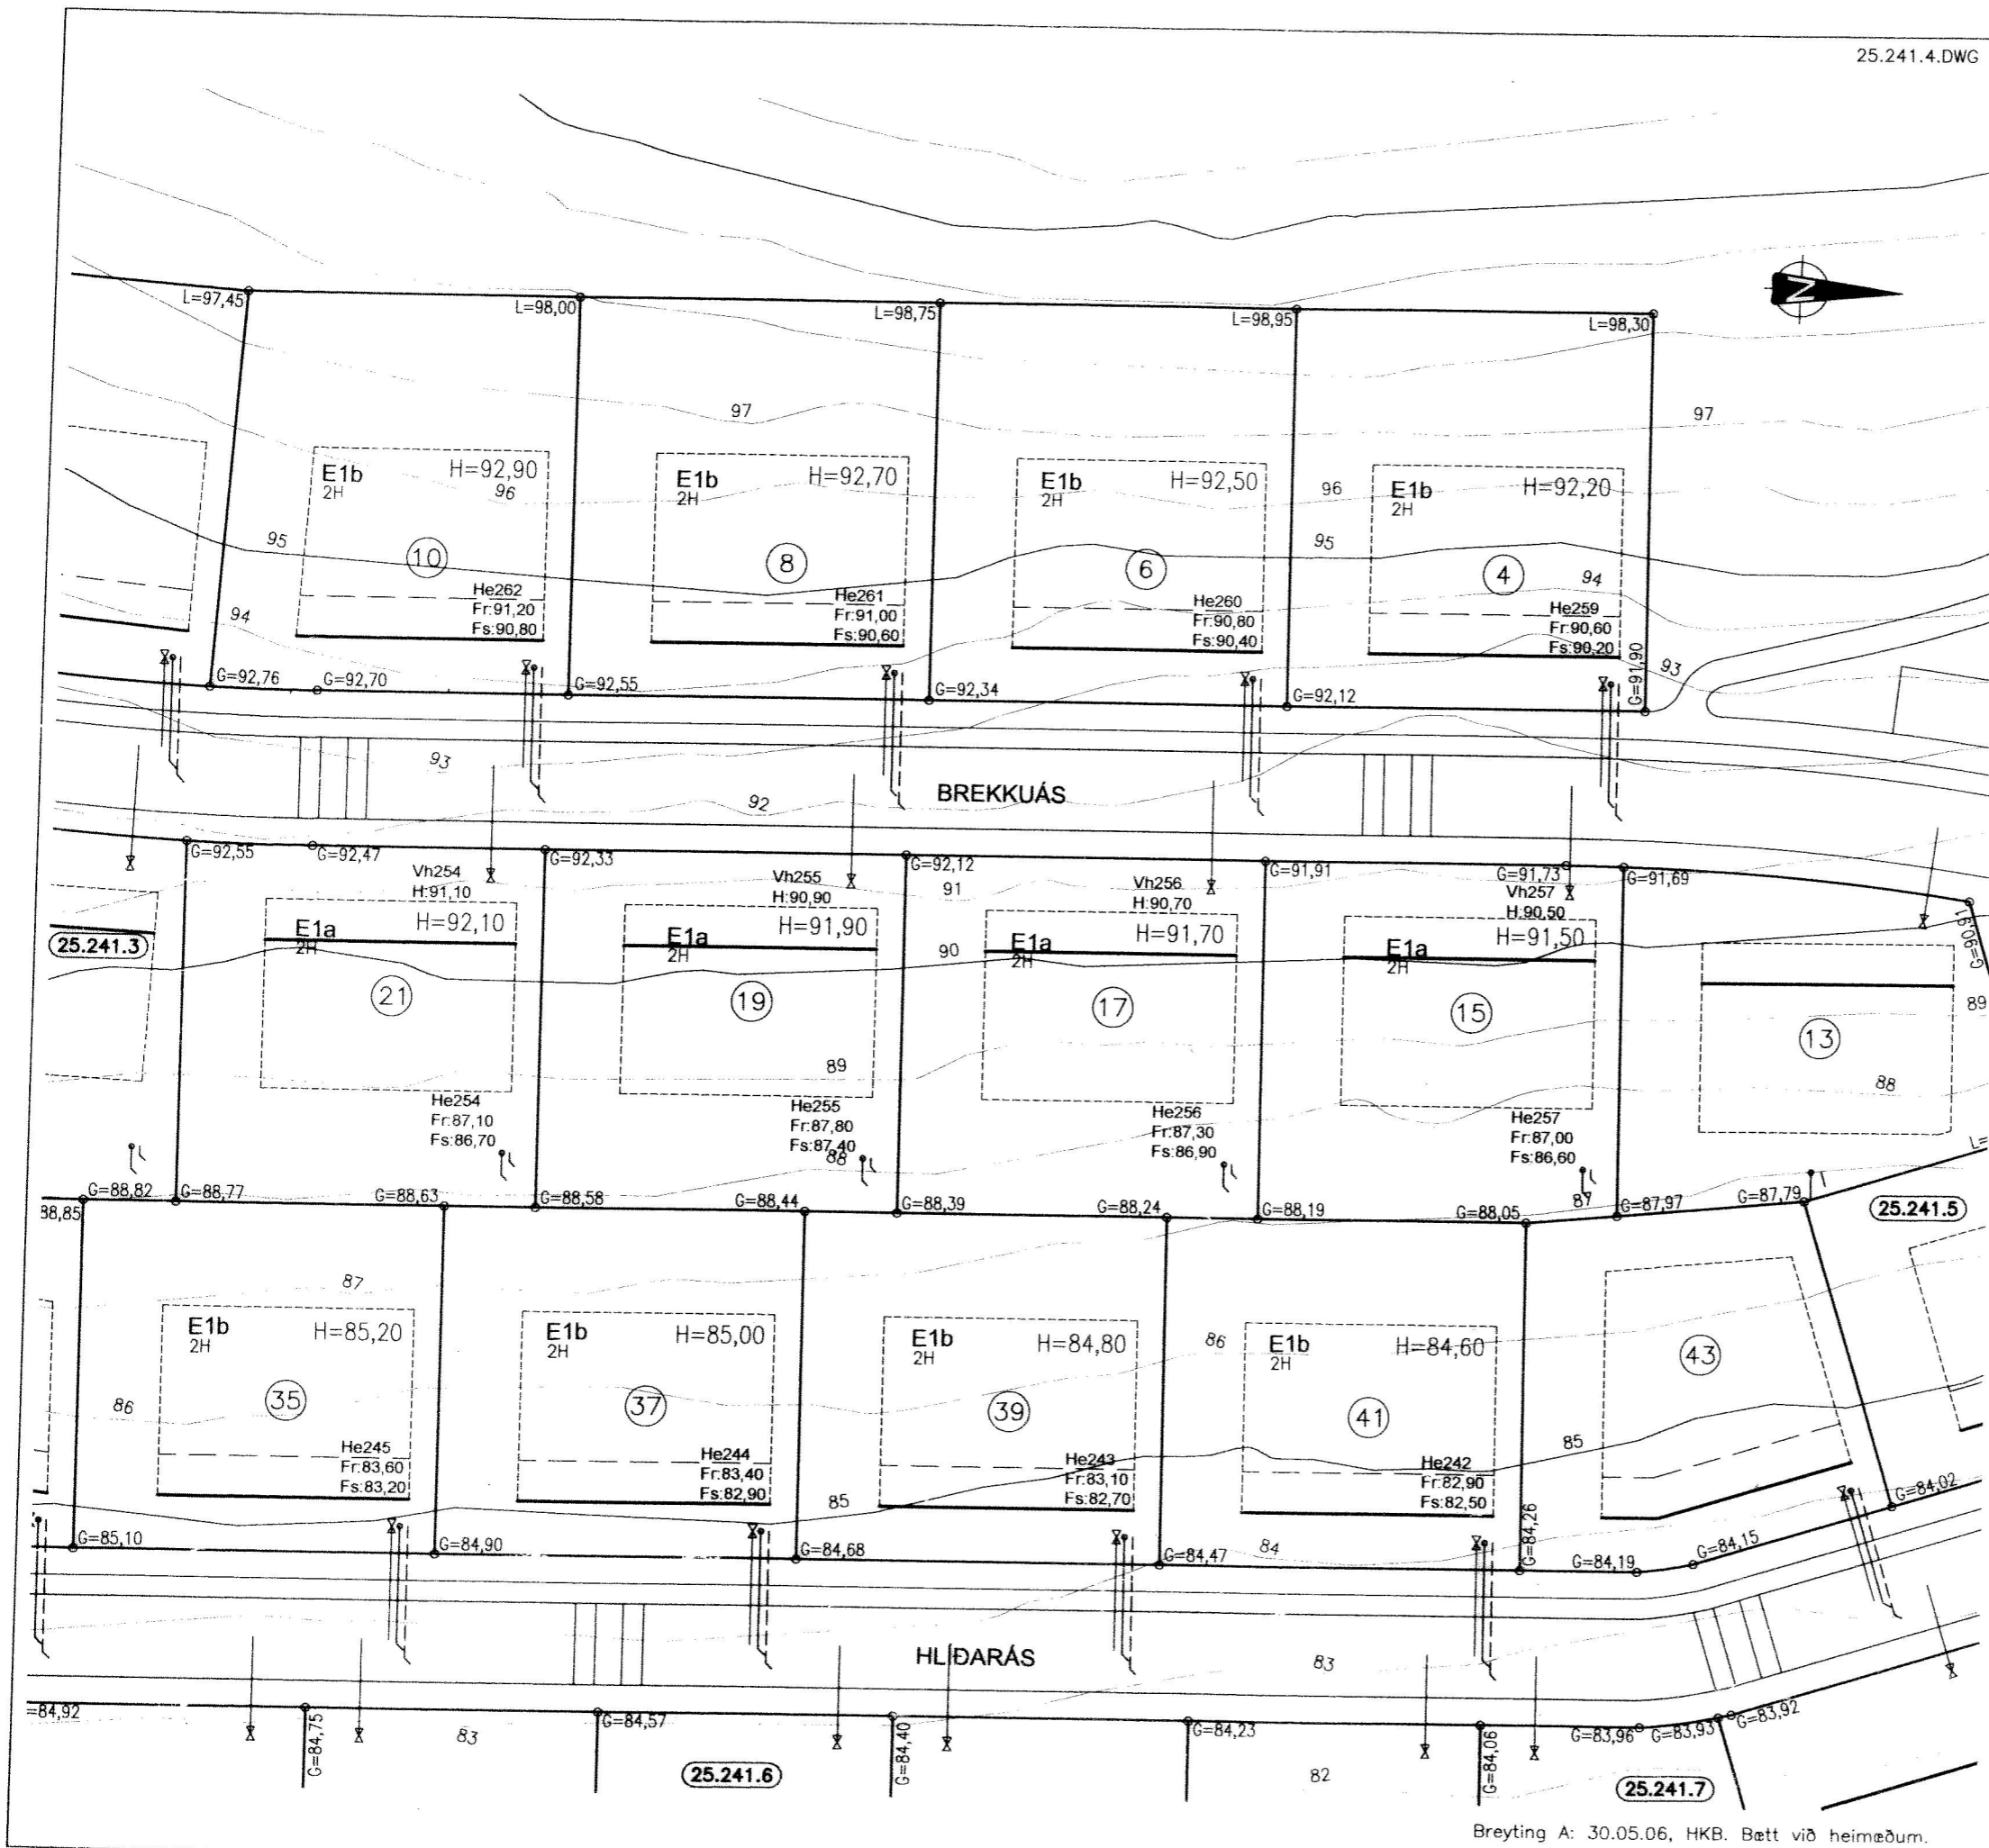 25.241.4.DWG
L=97,45
L=98,00
L=98,75
L=98,95
L=98,30
N
97
97
E1b
2H
H=92,90
96
E1b
2H
H=92,70
E1b
2H
H=92,50
96
E1b
2H
H=92,20
95
10
8
6
95
4
94
He262
Fr:91,20
Fs:90,80
He261
Fr:91,00
Fs:90,60
He260
Fr:90,80
Fs:90,40
He259
Fr:90,60
Fs:90,20
94
93
G=92,76
G=92,70
G=92,55
G=92,34
G=92,12
G=91,90
93
92
BREKKUÁS
G=92,55
G=92,47
G=92,33
G=92,12
G=91,91
G=91,73
G=91,69
G=90,61
Vh254
H:91,10
Vh255
H:90,90
91
Vh256
H:90,70
Vh257
H:90,50
25.241.3
E1a
2H
H=92,10
E1a
2H
H=91,90
90
E1a
2H
H=91,70
E1a
2H
H=91,50
89
21
19
17
15
13
89
88
He254
Fr:87,10
Fs:86,70
He255
Fr:87,80
Fs:87,40
88
He256
Fr:87,30
Fs:86,90
He257
Fr:87,00
Fs:86,60
87
L=
G=88,82
G=88,77
G=88,63
G=88,58
G=88,44
G=88,39
G=88,24
G=88,19
G=88,05
G=87,97
G=87,79
88,85
25.241.5
87
E1b
2H
H=85,20
E1b
2H
H=85,00
E1b
2H
H=84,80
86
E1b
2H
H=84,60
43
86
35
37
39
41
85
He245
Fr:83,60
Fs:83,20
He244
Fr:83,40
Fs:82,90
85
He243
Fr:83,10
Fs:82,70
He242
Fr:82,90
Fs:82,50
G=84,02
G=85,10
G=84,90
G=84,68
G=84,47
84
G=84,26
G=84,19
G=84,15
HLÍÐARÁS
83
=84,92
G=84,75
83
G=84,57
G=84,40
G=84,23
G=84,06
G=83,96
G=83,93
G=83,92
25.241.6
82
25.241.7
Breyting A: 30.05.06, HKB. Bætt við heimæðum.